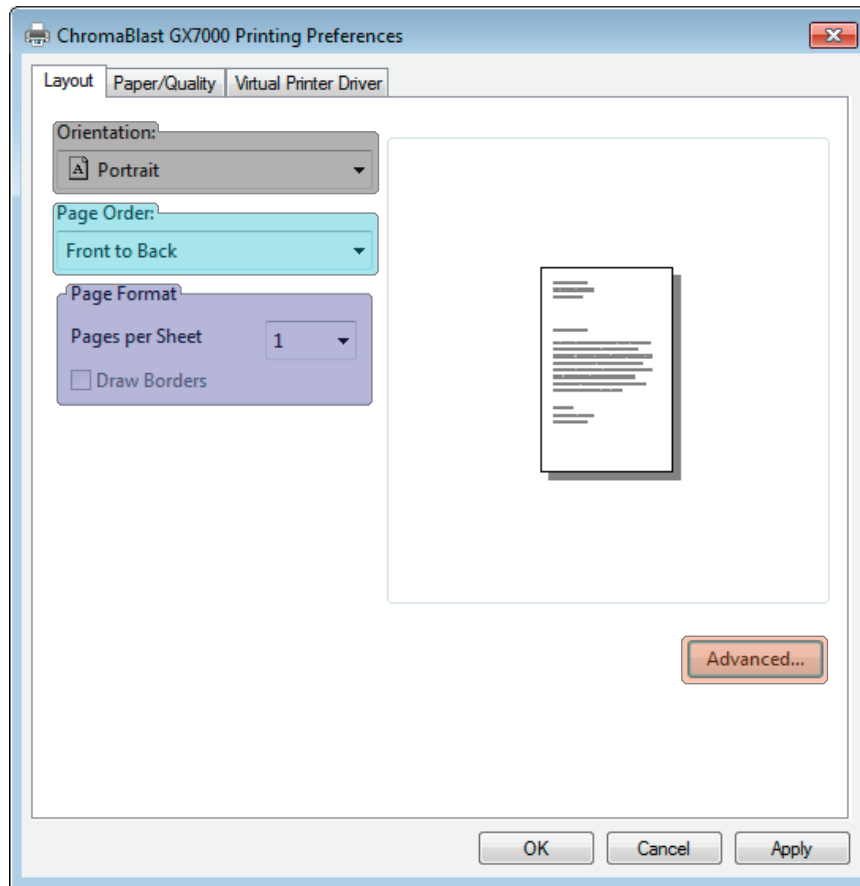 ChromaBlast GX7000 Printing Preferences
Layout Paper/Quality Virtual Printer Driver
Orientation:
A Portrait
Page Order:
Front to Back
Page Format
Pages per Sheet 1
Draw Borders
Advanced...
OK Cancel Apply